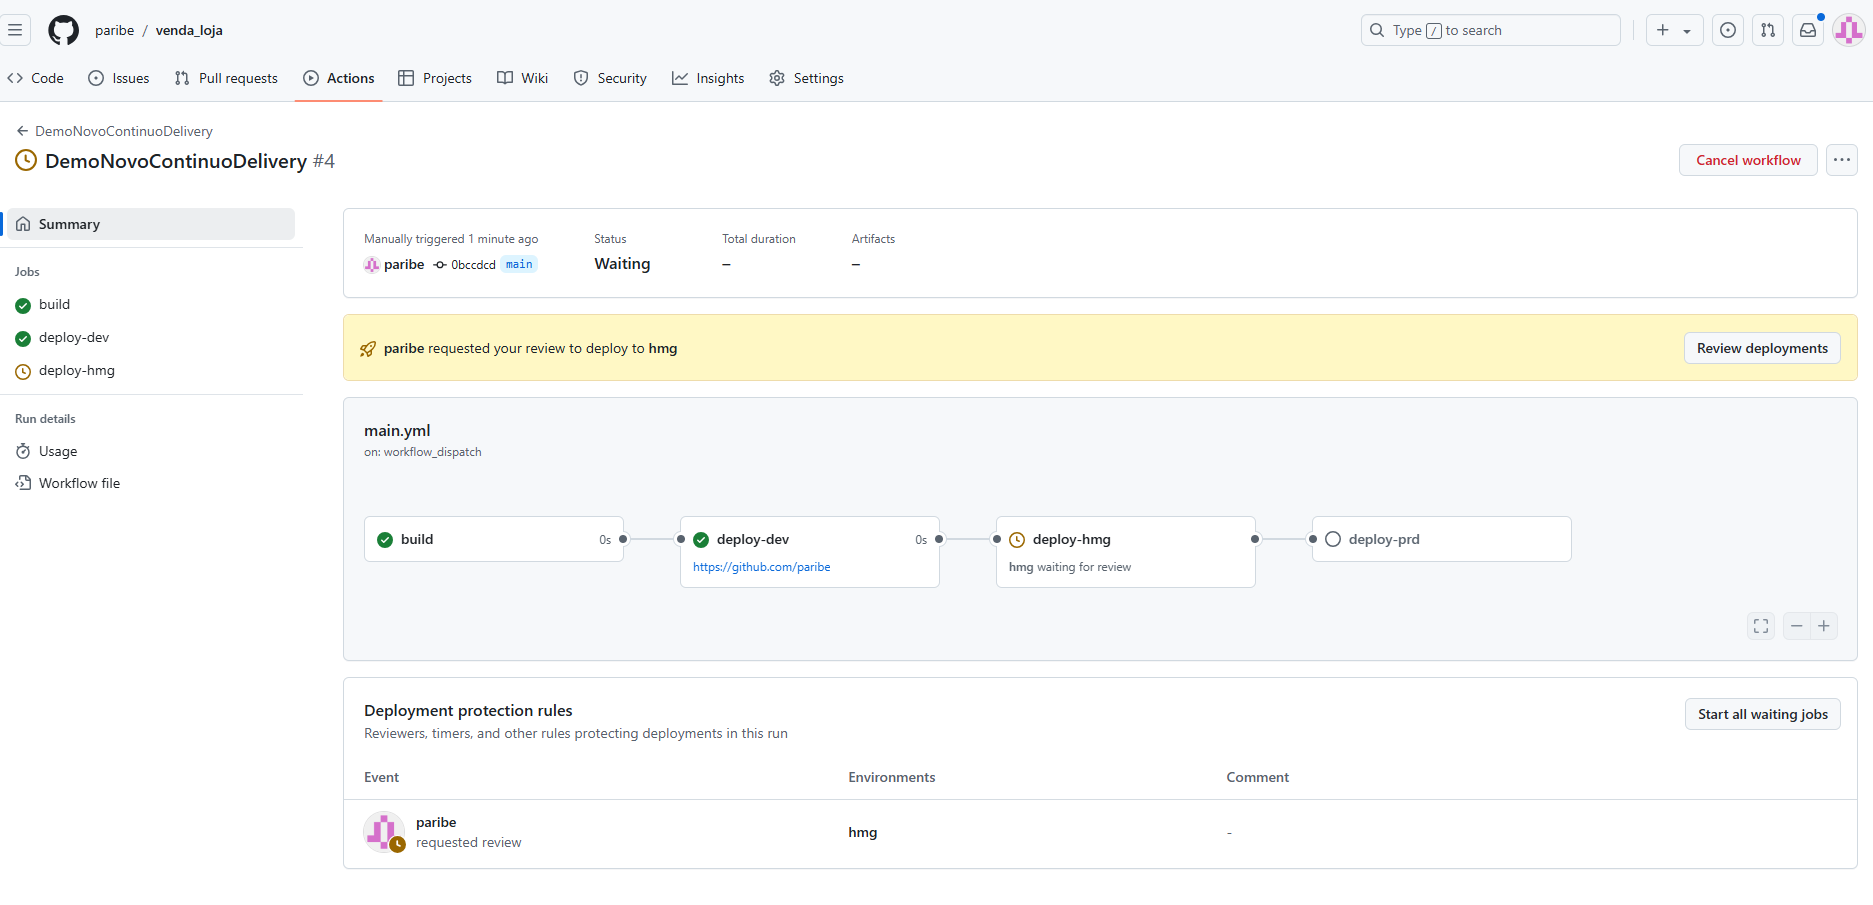 paribe / venda_loja
Type / to search
Code Issues Pull requests Actions Projects Wiki Security Insights Settings
DemoNovoContinuoDelivery
DemoNovoContinuoDelivery #4
Cancel workflow
Summary
Jobs
build
deploy-dev
deploy-hmg
Run details
Usage
Workflow file
Manually triggered 1 minute ago
paribe 0bccdcd main
Status
Waiting
Total duration
–
Artifacts
–
paribe requested your review to deploy to hmg
Review deployments
main.yml
on: workflow_dispatch
build 0s
deploy-dev 0s
https://github.com/paribe
deploy-hmg
hmg waiting for review
deploy-prd
Deployment protection rules
Reviewers, timers, and other rules protecting deployments in this run
Start all waiting jobs
Event Environments Comment
paribe
requested review
hmg
-